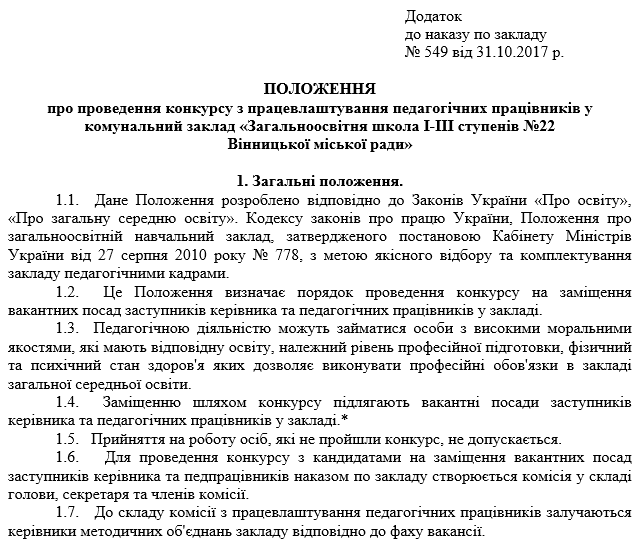 Додаток
до наказу по закладу
№ 549 від 31.10.2017 р.
ПОЛОЖЕННЯ
про проведення конкурсу з працевлаштування педагогічних працівників у
комунальний заклад «Загальноосвітня школа І-ІІІ ступенів №22
Вінницької міської ради»
1. Загальні положення.
1.1. Дане Положення розроблено відповідно до Законів України «Про освіту»,
«Про загальну середню освіту». Кодексу законів про працю України, Положення про
загальноосвітній навчальний заклад, затвердженого постановою Кабінету Міністрів
України від 27 серпня 2010 року № 778, з метою якісного відбору та комплектування
закладу педагогічними кадрами.
1.2. Це Положення визначає порядок проведення конкурсу на заміщення
вакантних посад заступників керівника та педагогічних працівників у закладі.
1.3. Педагогічною діяльністю можуть займатися особи з високими моральними
якостями, які мають відповідну освіту, належний рівень професійної підготовки, фізичний
та психічний стан здоров'я яких дозволяє виконувати професійні обов'язки в закладі
загальної середньої освіти.
1.4. Заміщенню шляхом конкурсу підлягають вакантні посади заступників
керівника та педагогічних працівників у закладі.*
1.5. Прийняття на роботу осіб, які не пройшли конкурс, не допускається.
1.6. Для проведення конкурсу з кандидатами на заміщення вакантних посад
заступників керівника та педпрацівників наказом по закладу створюється комісія у складі
голови, секретаря та членів комісії.
1.7. До складу комісії з працевлаштування педагогічних працівників залучаються
керівники методичних об'єднань закладу відповідно до фаху вакансії.